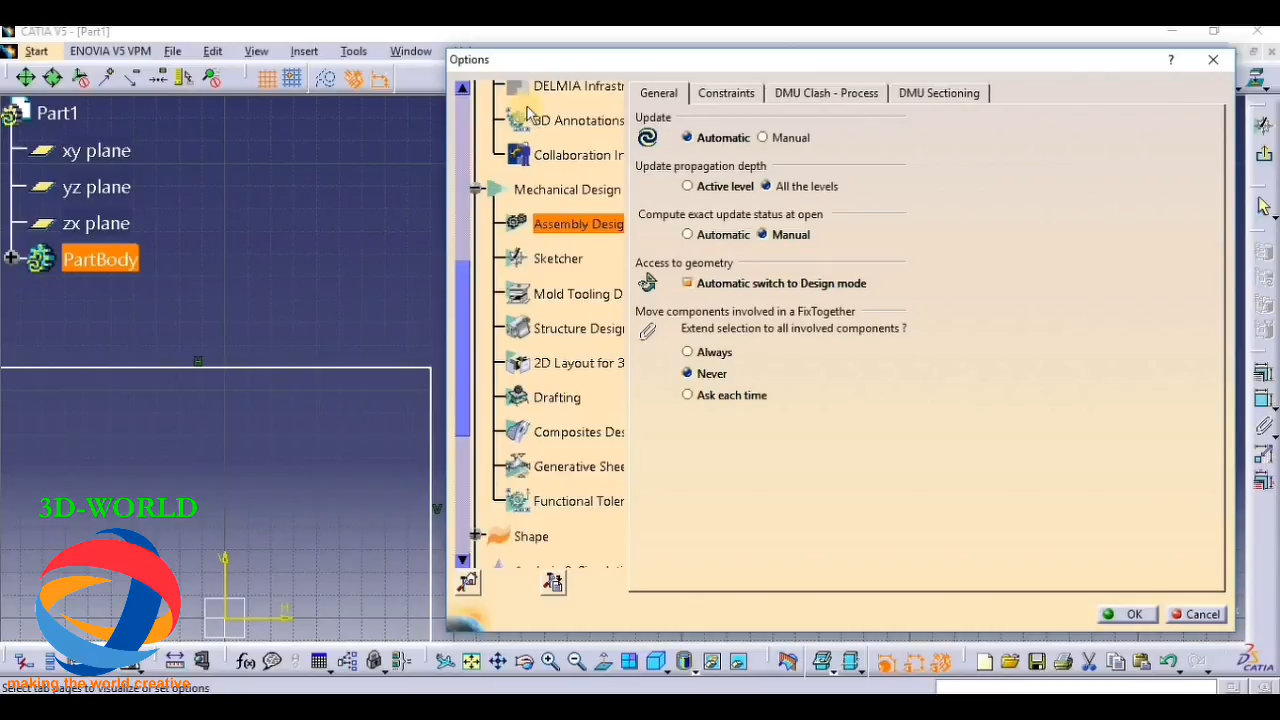 CATIA V5 - [Part1]
Start ENOVIA V5 VPM File Edit View Insert Tools Window
Part1
xy plane
yz plane
zx plane
PartBody
H
3D-WORLD
making the world creative
Select tab pages to visualize or set options
Options
?
DELMIA Infrastr
3D Annotations
Collaboration In
Mechanical Design
Assembly Desig
Sketcher
Mold Tooling D
Structure Design
2D Layout for 3
Drafting
Composites Des
Generative Shee
Functional Toler
Shape
General Constraints DMU Clash - Process DMU Sectioning
Update
Automatic Manual
Update propagation depth
Active level All the levels
Compute exact update status at open
Automatic Manual
Access to geometry
Automatic switch to Design mode
Move components involved in a FixTogether
Extend selection to all involved components ?
Always
Never
Ask each time
OK Cancel
f(x)
CATIA